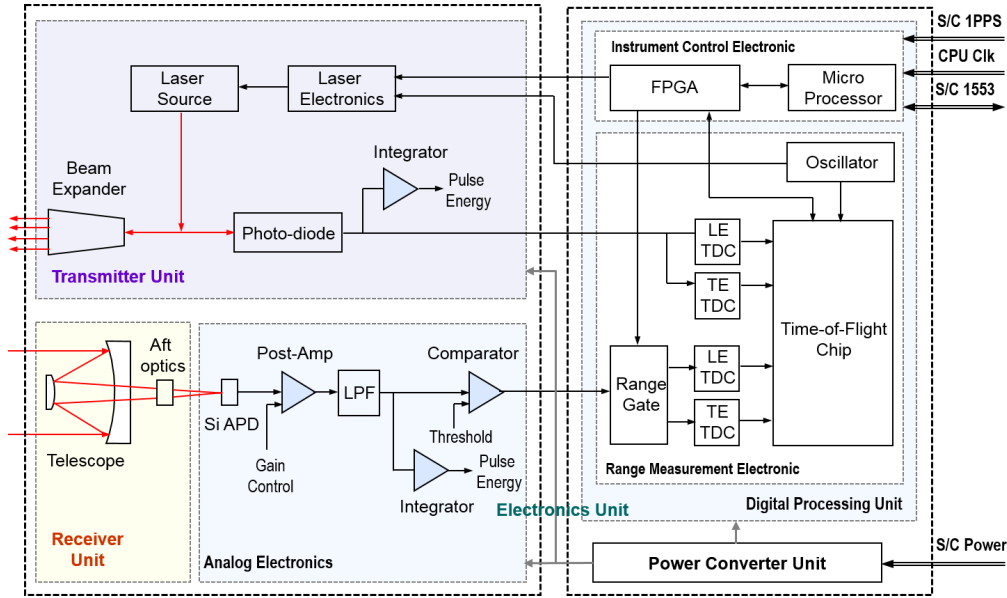 S/C 1PPS
Instrument Control Electronic
CPU Clk
Laser
Source
Laser
Electronics
FPGA
Micro
Processor
S/C 1553
Integrator
Oscillator
Beam
Expander
Pulse
Energy
Photo-diode
LE
TDC
Transmitter Unit
TE
TDC
Time-of-Flight
Chip
Aft
optics
Post-Amp
Comparator
LE
TDC
LPF
Range
Gate
Si APD
TE
TDC
Threshold
Telescope
Gain
Control
Pulse
Energy
Range Measurement Electronic
Integrator
Electronics Unit
Digital Processing Unit
Receiver
Unit
Analog Electronics
Power Converter Unit
S/C Power